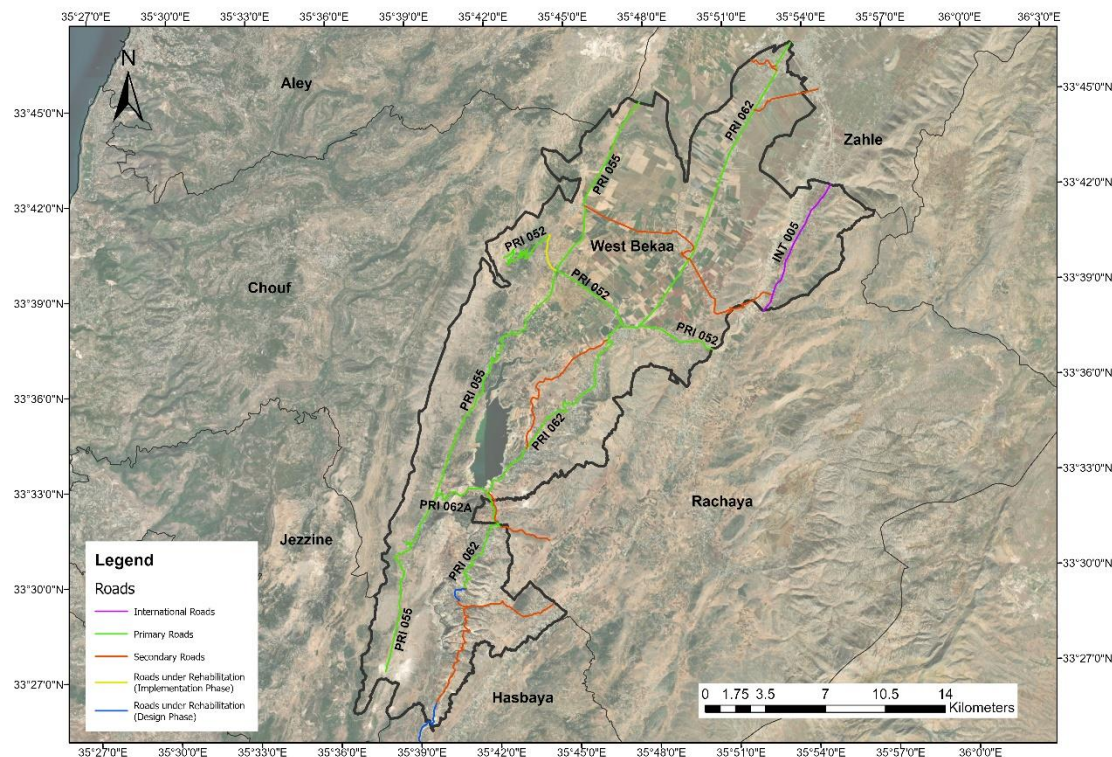 35°27'0"E 35°30'0"E 35°33'0"E 35°36'0"E 35°39'0"E 35°42'0"E 35°45'0"E 35°48'0"E 35°51'0"E 35°54'0"E 35°57'0"E 36°0'0"E 36°3'0"E
N
Aley
33°45'0"N 33°45'0"N
PRI 062
Zahle
PRI 055
33°42'0"N 33°42'0"N
PRI 052
West Bekaa
INT 005
Chouf
PRI 052
33°39'0"N 33°39'0"N
PRI 052
PRI 055
33°36'0"N 33°36'0"N
PRI 062
33°33'0"N 33°33'0"N
PRI 062A
Rachaya
Jezzine
PRI 062
33°30'0"N 33°30'0"N
PRI 055
33°27'0"N 33°27'0"N
Hasbaya
Legend
Roads
International Roads
Primary Roads
Secondary Roads
Roads under Rehabilitation
(Implementation Phase)
Roads under Rehabilitation
(Design Phase)
0 1.75 3.5 7 10.5 14
Kilometers
35°27'0"E 35°30'0"E 35°33'0"E 35°36'0"E 35°39'0"E 35°42'0"E 35°45'0"E 35°48'0"E 35°51'0"E 35°54'0"E 35°57'0"E 36°0'0"E